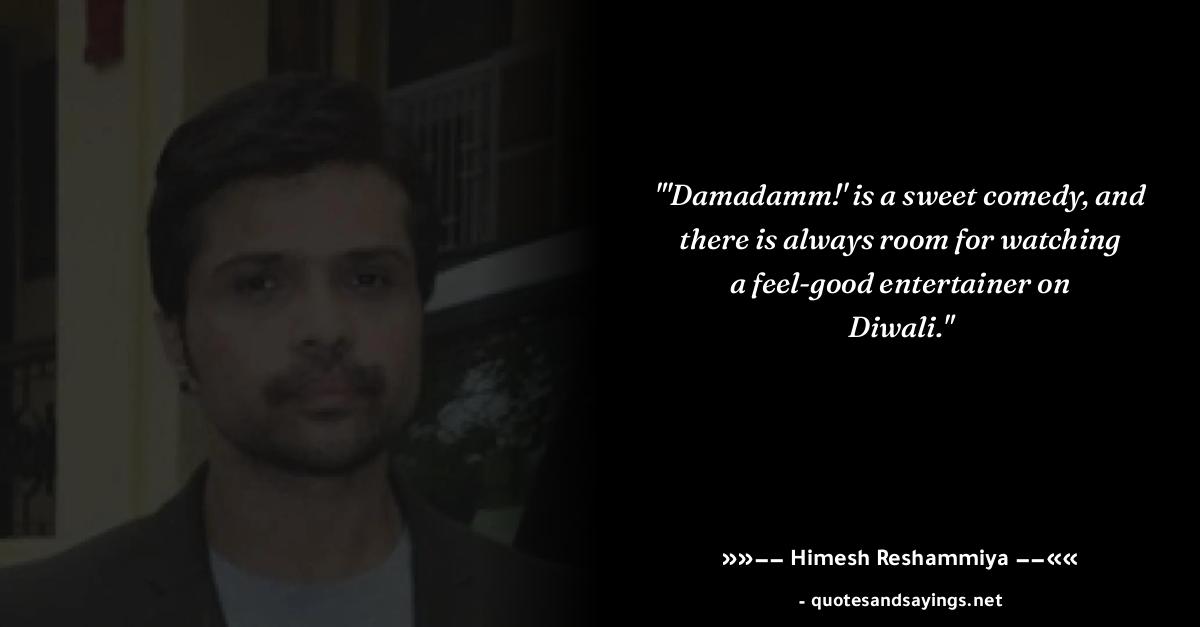 "'Damadamm!' is a sweet comedy, and
there is always room for watching
a feel-good entertainer on
Diwali."
»»−− Himesh Reshammiya −−««
- quotesandsayings.net